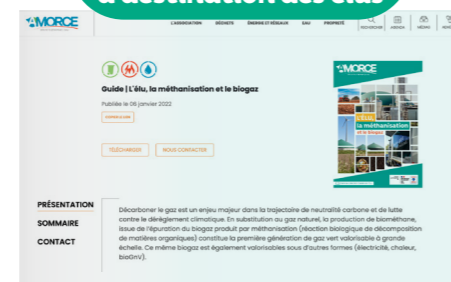 à destination des élus
AMORCE
L'ASSOCIATION DÉCHETS ÉNERGIE ET RÉSEAUX EAU PROPRETÉ
RECHERCHER AGENDA
Guide | L'élu, la méthanisation et le biogaz
Publiée le 06 janvier 2022
TÉLÉCHARGER NOUS CONTACTER
AMORCE
L'ÉLU,
la méthanisation
et le biogaz
PRÉSENTATION
SOMMAIRE
CONTACT
Décarboner le gaz est un enjeu majeur dans la trajectoire de neutralité carbone et de lutte
contre le dérèglement climatique. En substitution au gaz naturel, la production de biométhane,
issue de l'épuration du biogaz produit par méthanisation (réaction biologique de décomposition
de matières organiques) constitue la première génération de gaz vert valorisable à grande
échelle. Ce même biogaz est également valorisables sous d'autres formes (électricité, chaleur,
bioGnV).